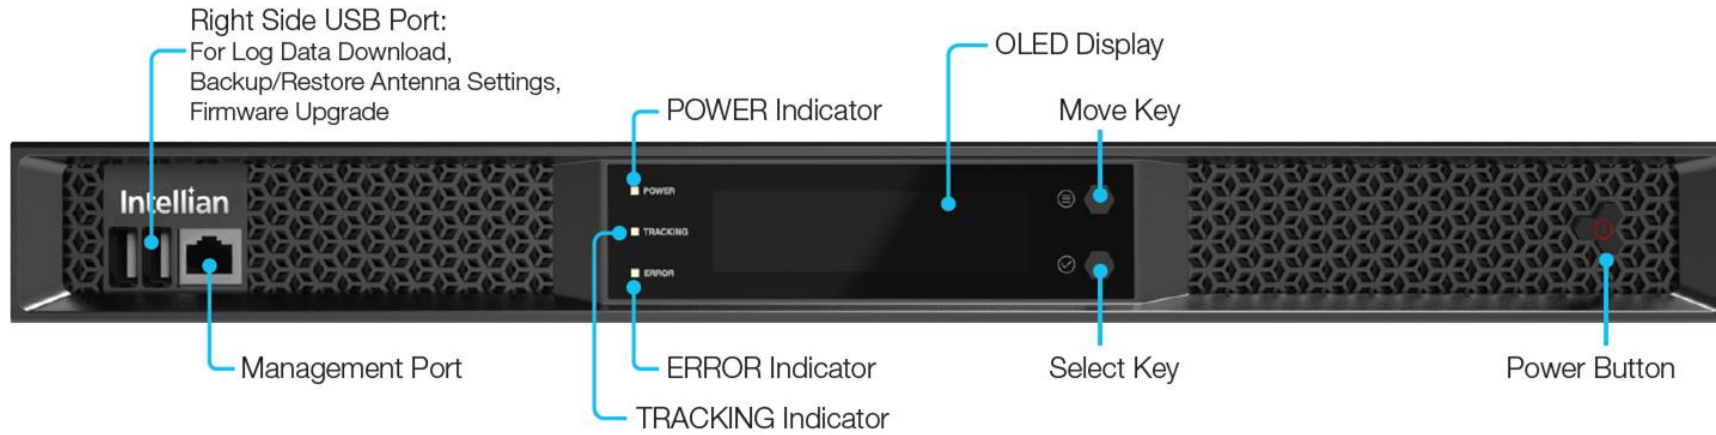 Right Side USB Port:
For Log Data Download,
Backup/Restore Antenna Settings,
Firmware Upgrade
OLED Display
POWER Indicator
Move Key
Intellian
POWER
TRACKING
ERROR
Management Port
ERROR Indicator
Select Key
Power Button
TRACKING Indicator